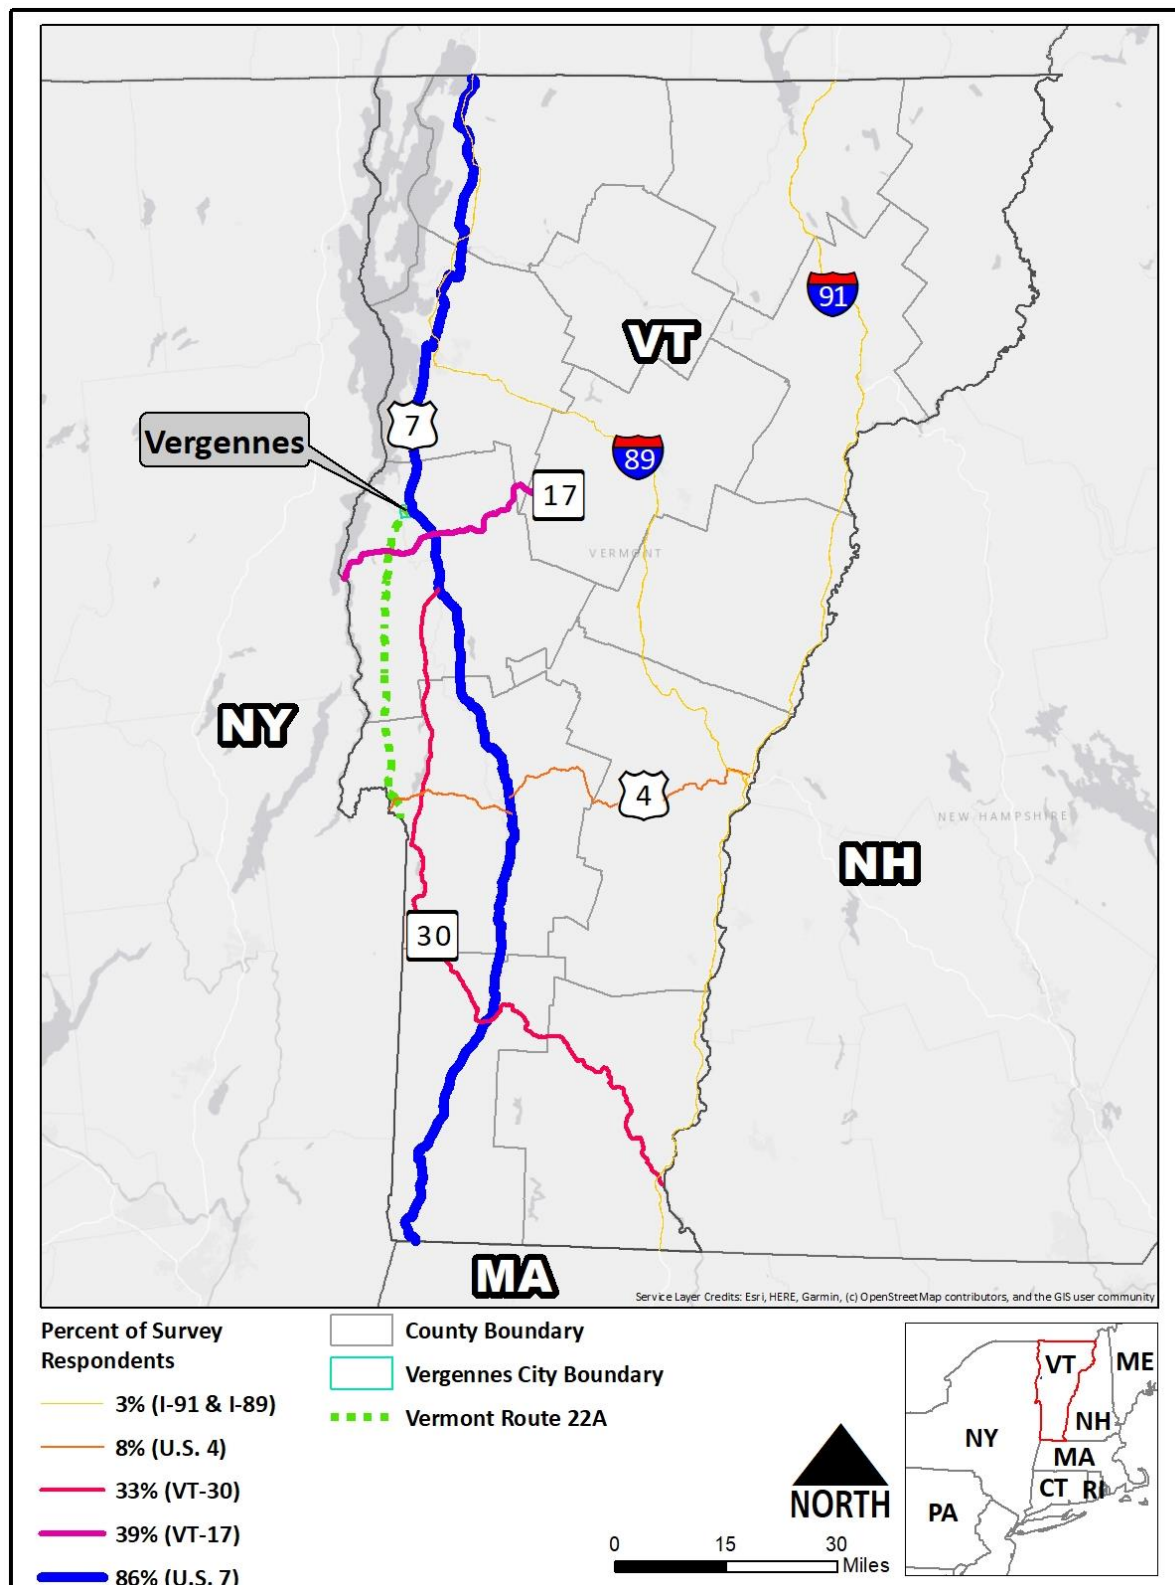 91
VT
7
Vergennes
89
17
VERMONT
NY
4
NEW HAMPSHIRE
NH
30
MA
Service Layer Credits: Esri, HERE, Garmin, (c) OpenStreetMap contributors, and the GIS user community
Percent of Survey
Respondents
3% (I-91 & I-89)
8% (U.S. 4)
33% (VT-30)
39% (VT-17)
86% (U.S. 7)
County Boundary
Vergennes City Boundary
Vermont Route 22A
NORTH
0 15 30
Miles
VT
ME
NY
NH
MA
CT
RI
PA